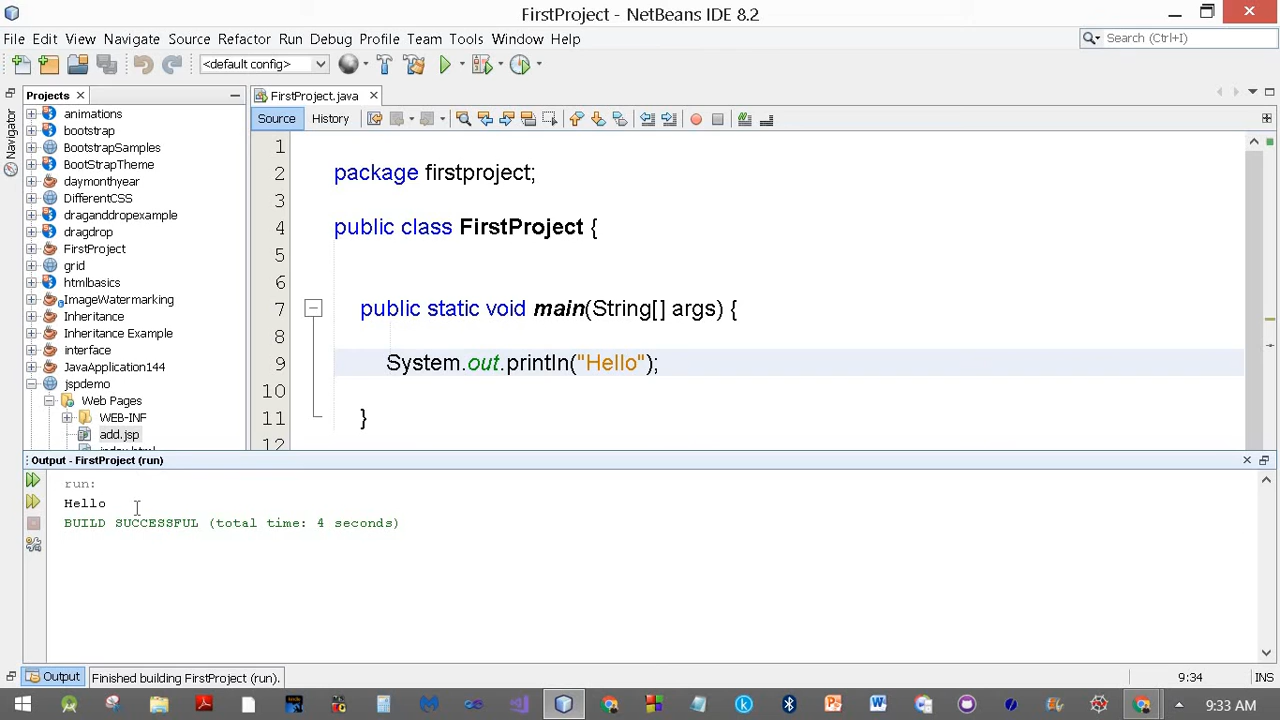 FirstProject - NetBeans IDE 8.2
File Edit View Navigate Source Refactor Run Debug Profile Team Tools Window Help
Search (Ctrl+I)
<default config>
Projects
FirstProject.java
Navigator
Source History
animations
bootstrap
BootstrapSamples
BootStrapTheme
daymonthyear
DifferentCSS
draganddropexample
dragdrop
FirstProject
grid
htmlbasics
ImageWatermarking
Inheritance
Inheritance Example
interface
JavaApplication144
jspdemo
Web Pages
WEB-INF
add.jsp
index.html
1
2 package firstproject;
3
4 public class FirstProject {
5
6
7 public static void main(String[] args) {
8
9 System.out.println("Hello");
10
11 }
12
Output - FirstProject (run)
run:
Hello
BUILD SUCCESSFUL (total time: 4 seconds)
Output
Finished building FirstProject (run).
9:34
INS
9:33 AM